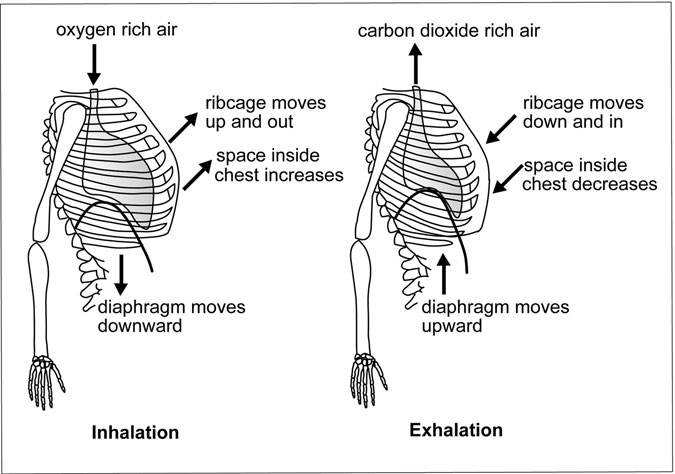 oxygen rich air
ribcage moves
up and out
space inside
chest increases
diaphragm moves
downward
Inhalation
carbon dioxide rich air
ribcage moves
down and in
space inside
chest decreases
diaphragm moves
upward
Exhalation